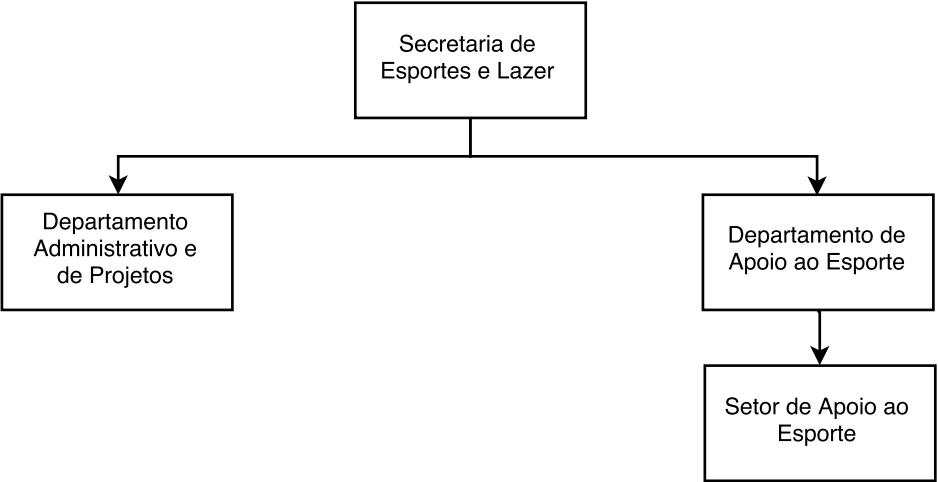 Secretaria de
Esportes e Lazer
Departamento
Administrativo e
de Projetos
Departamento de
Apoio ao Esporte
Setor de Apoio ao
Esporte